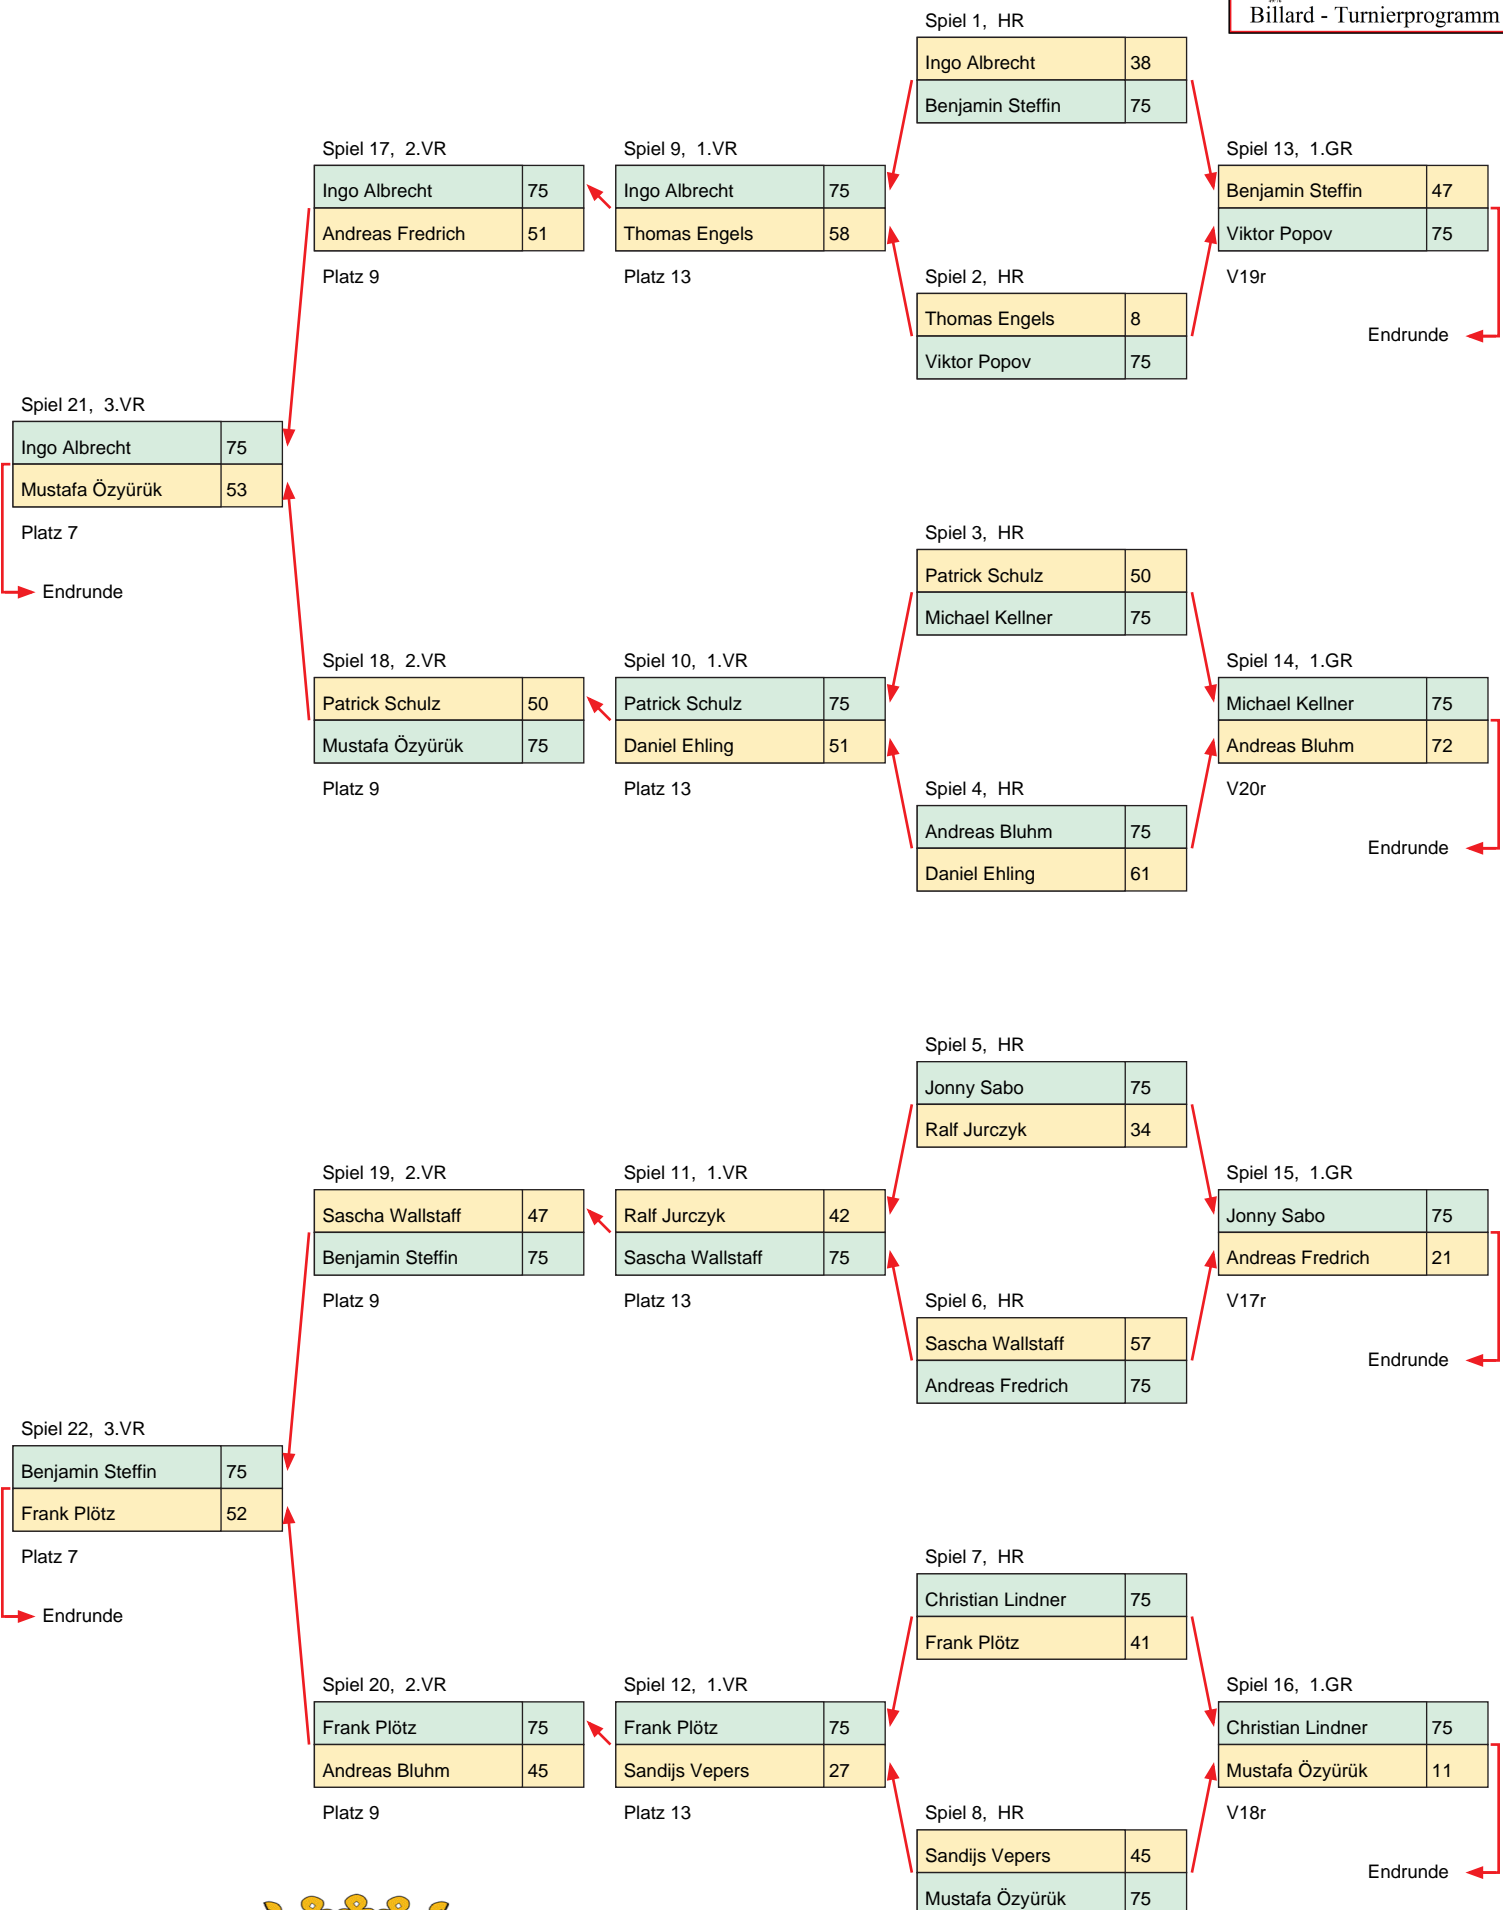 Billard - Turnierprogramm
Spiel 1, HR
Ingo Albrecht 38
Benjamin Steffin 75
Spiel 17, 2.VR
Ingo Albrecht 75
Andreas Fredrich 51
Platz 9
Spiel 9, 1.VR
Ingo Albrecht 75
Thomas Engels 58
Platz 13
Spiel 13, 1.GR
Benjamin Steffin 47
Viktor Popov 75
V19r
Spiel 2, HR
Thomas Engels 8
Viktor Popov 75
Endrunde
Spiel 21, 3.VR
Ingo Albrecht 75
Mustafa Özyürük 53
Platz 7
Endrunde
Spiel 3, HR
Patrick Schulz 50
Michael Kellner 75
Spiel 18, 2.VR
Patrick Schulz 50
Mustafa Özyürük 75
Platz 9
Spiel 10, 1.VR
Patrick Schulz 75
Daniel Ehling 51
Platz 13
Spiel 14, 1.GR
Michael Kellner 75
Andreas Bluhm 72
V20r
Spiel 4, HR
Andreas Bluhm 75
Daniel Ehling 61
Endrunde
Spiel 5, HR
Jonny Sabo 75
Ralf Jurczyk 34
Spiel 19, 2.VR
Sascha Wallstaff 47
Benjamin Steffin 75
Platz 9
Spiel 11, 1.VR
Ralf Jurczyk 42
Sascha Wallstaff 75
Platz 13
Spiel 15, 1.GR
Jonny Sabo 75
Andreas Fredrich 21
V17r
Spiel 6, HR
Sascha Wallstaff 57
Andreas Fredrich 75
Endrunde
Spiel 22, 3.VR
Benjamin Steffin 75
Frank Plötz 52
Platz 7
Endrunde
Spiel 7, HR
Christian Lindner 75
Frank Plötz 41
Spiel 20, 2.VR
Frank Plötz 75
Andreas Bluhm 45
Platz 9
Spiel 12, 1.VR
Frank Plötz 75
Sandijs Vepers 27
Platz 13
Spiel 16, 1.GR
Christian Lindner 75
Mustafa Özyürük 11
V18r
Spiel 8, HR
Sandijs Vepers 45
Mustafa Özyürük 75
Endrunde